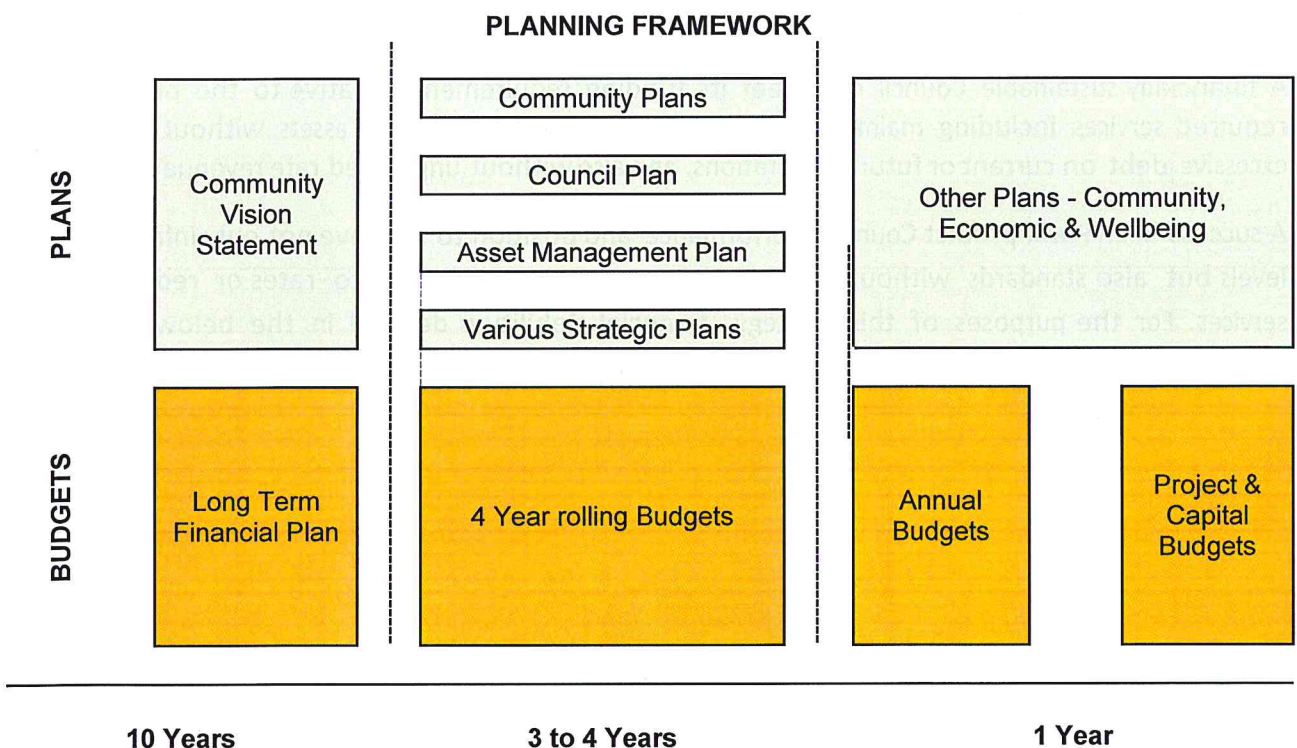 PLANNING FRAMEWORK
PLANS
Community
Vision
Statement
Community Plans
Council Plan
Asset Management Plan
Various Strategic Plans
Other Plans - Community,
Economic & Wellbeing
BUDGETS
Long Term
Financial Plan
4 Year rolling Budgets
Annual
Budgets
Project &
Capital
Budgets
10 Years
3 to 4 Years
1 Year